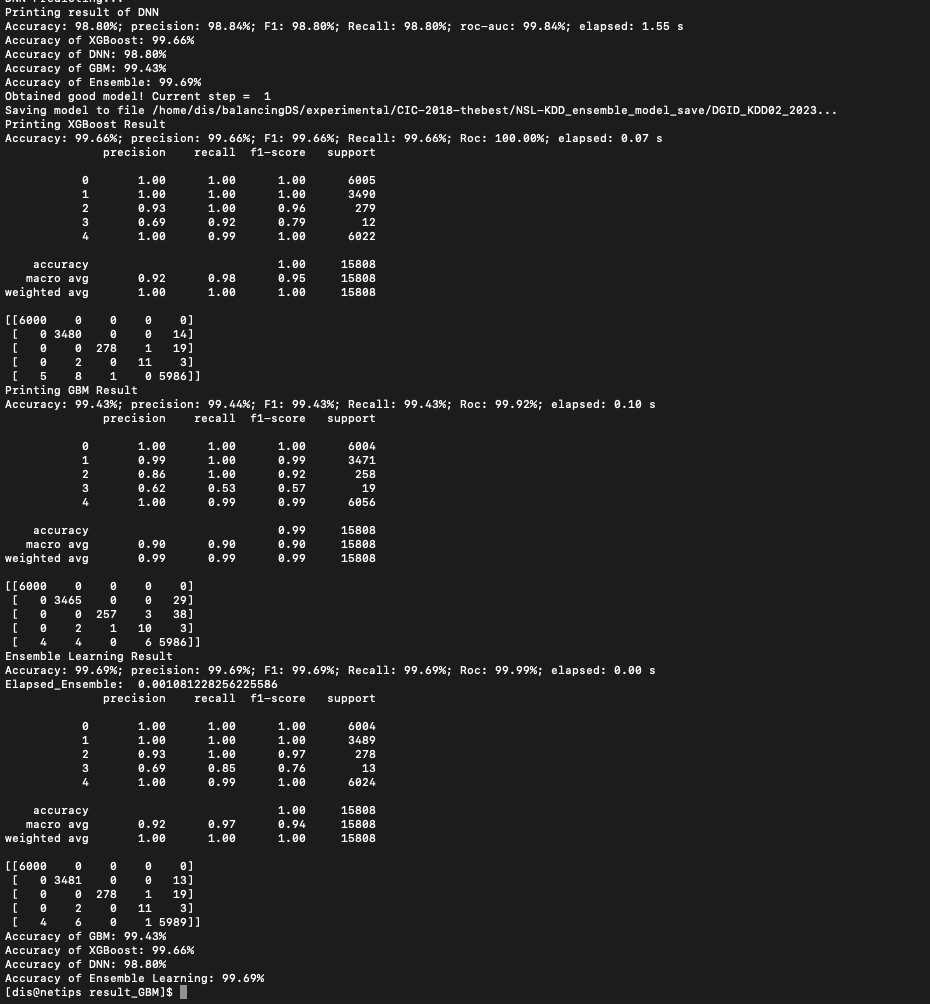 DNN Predicting...
Printing result of DNN
Accuracy: 98.80%; precision: 98.84%; F1: 98.80%; Recall: 98.80%; roc-auc: 99.84%; elapsed: 1.55 s
Accuracy of XGBoost: 99.66%
Accuracy of DNN: 98.80%
Accuracy of GBM: 99.43%
Accuracy of Ensemble: 99.69%
Obtained good model! Current step =  1
Saving model to file /home/dis/balancingDS/experimental/CIC-2018-thebest/NSL-KDD_ensemble_model_save/DGID_KDD02_2023...
Printing XGBoost Result
Accuracy: 99.66%; precision: 99.66%; F1: 99.66%; Recall: 99.66%; Roc: 100.00%; elapsed: 0.07 s
              precision    recall  f1-score   support
           0       1.00      1.00      1.00      6005
           1       1.00      1.00      1.00      3490
           2       0.93      1.00      0.96       279
           3       0.69      0.92      0.79        12
           4       1.00      0.99      1.00      6022
    accuracy                           1.00     15808
   macro avg       0.92      0.98      0.95     15808
weighted avg       1.00      1.00      1.00     15808
[[6000    0    0    0    0]
 [   0 3480    0    0   14]
 [   0    0  278    1   19]
 [   0    2    0   11    3]
 [   5    8    1    0 5986]]
Printing GBM Result
Accuracy: 99.43%; precision: 99.44%; F1: 99.43%; Recall: 99.43%; Roc: 99.92%; elapsed: 0.10 s
              precision    recall  f1-score   support
           0       1.00      1.00      1.00      6004
           1       0.99      1.00      0.99      3471
           2       0.86      1.00      0.92       258
           3       0.62      0.53      0.57        19
           4       1.00      0.99      0.99      6056
    accuracy                           0.99     15808
   macro avg       0.90      0.90      0.90     15808
weighted avg       0.99      0.99      0.99     15808
[[6000    0    0    0    0]
 [   0 3465    0    0   29]
 [   0    0  257    3   38]
 [   0    2    1   10    3]
 [   4    4    0    6 5986]]
Ensemble Learning Result
Accuracy: 99.69%; precision: 99.69%; F1: 99.69%; Recall: 99.69%; Roc: 99.99%; elapsed: 0.00 s
Elapsed_Ensemble:  0.001081228256225586
              precision    recall  f1-score   support
           0       1.00      1.00      1.00      6004
           1       1.00      1.00      1.00      3489
           2       0.93      1.00      0.97       278
           3       0.69      0.85      0.76        13
           4       1.00      0.99      1.00      6024
    accuracy                           1.00     15808
   macro avg       0.92      0.97      0.94     15808
weighted avg       1.00      1.00      1.00     15808
[[6000    0    0    0    0]
 [   0 3481    0    0   13]
 [   0    0  278    1   19]
 [   0    2    0   11    3]
 [   4    6    0    1 5989]]
Accuracy of GBM: 99.43%
Accuracy of XGBoost: 99.66%
Accuracy of DNN: 98.80%
Accuracy of Ensemble Learning: 99.69%
[dis@netips result_GBM]$